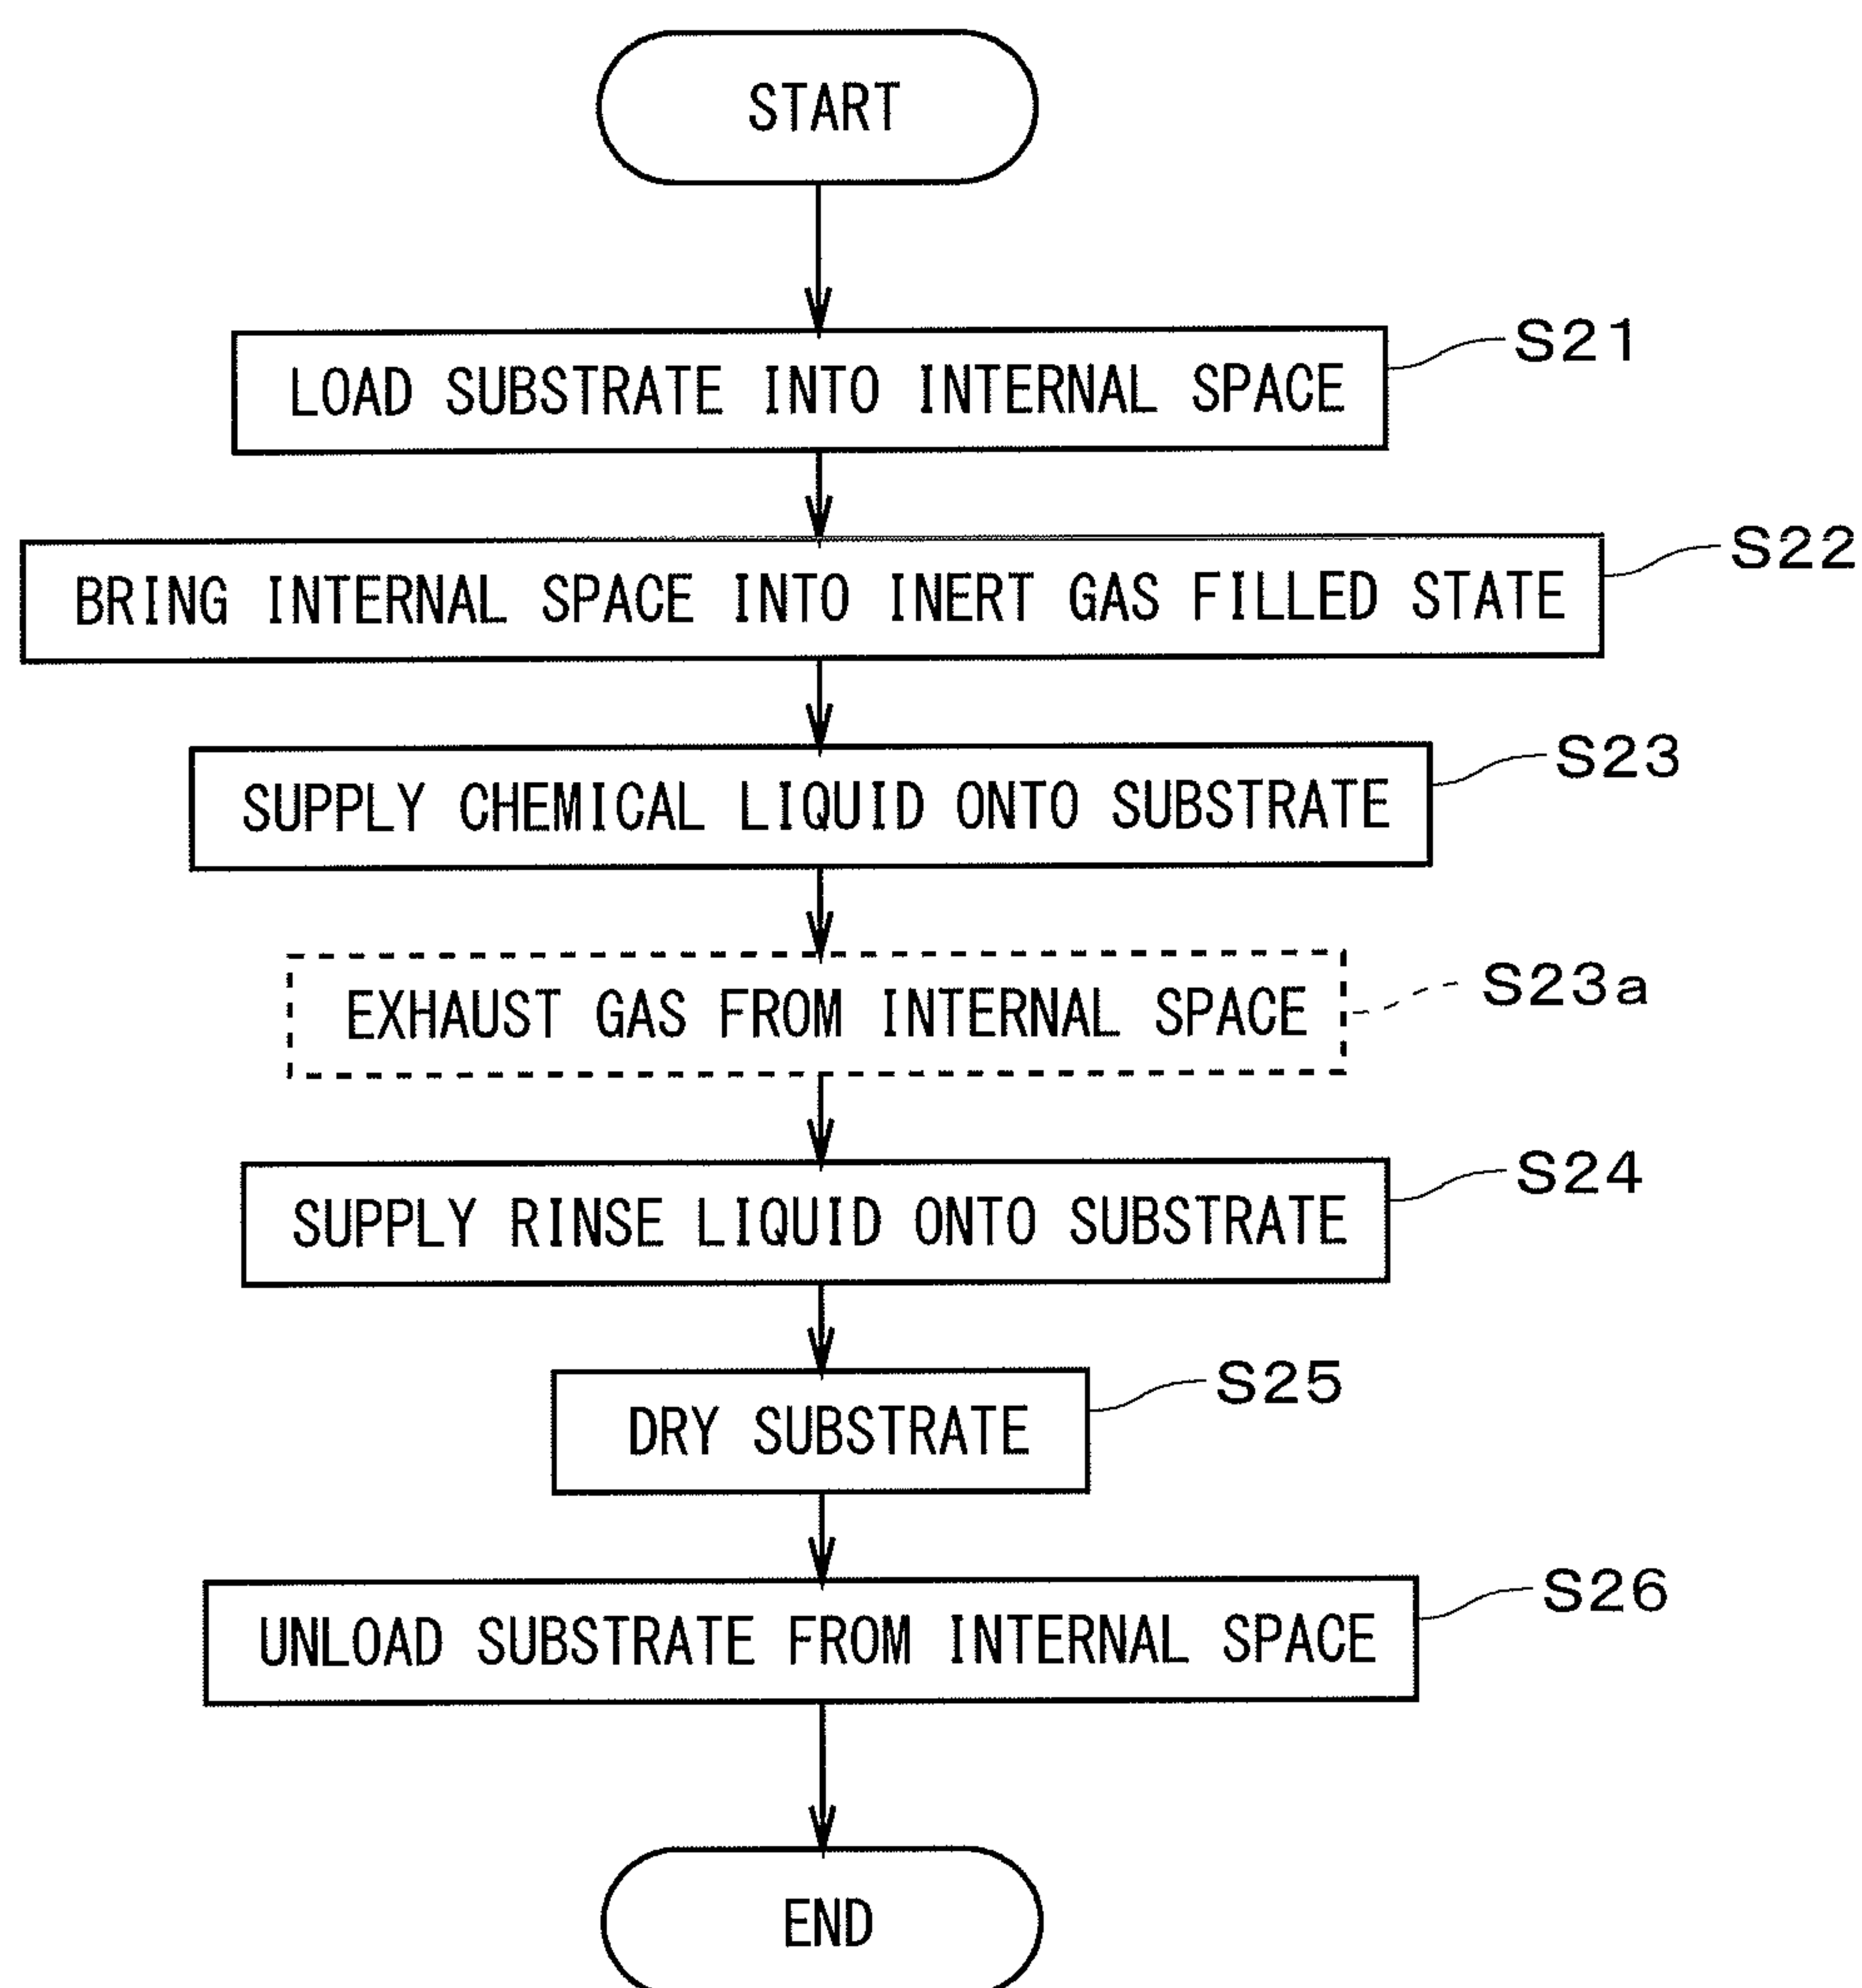 START
LOAD SUBSTRATE INTO INTERNAL SPACE
S21
BRING INTERNAL SPACE INTO INERT GAS FILLED STATE
S22
SUPPLY CHEMICAL LIQUID ONTO SUBSTRATE
S23
EXHAUST GAS FROM INTERNAL SPACE
S23a
SUPPLY RINSE LIQUID ONTO SUBSTRATE
S24
DRY SUBSTRATE
S25
UNLOAD SUBSTRATE FROM INTERNAL SPACE
S26
END